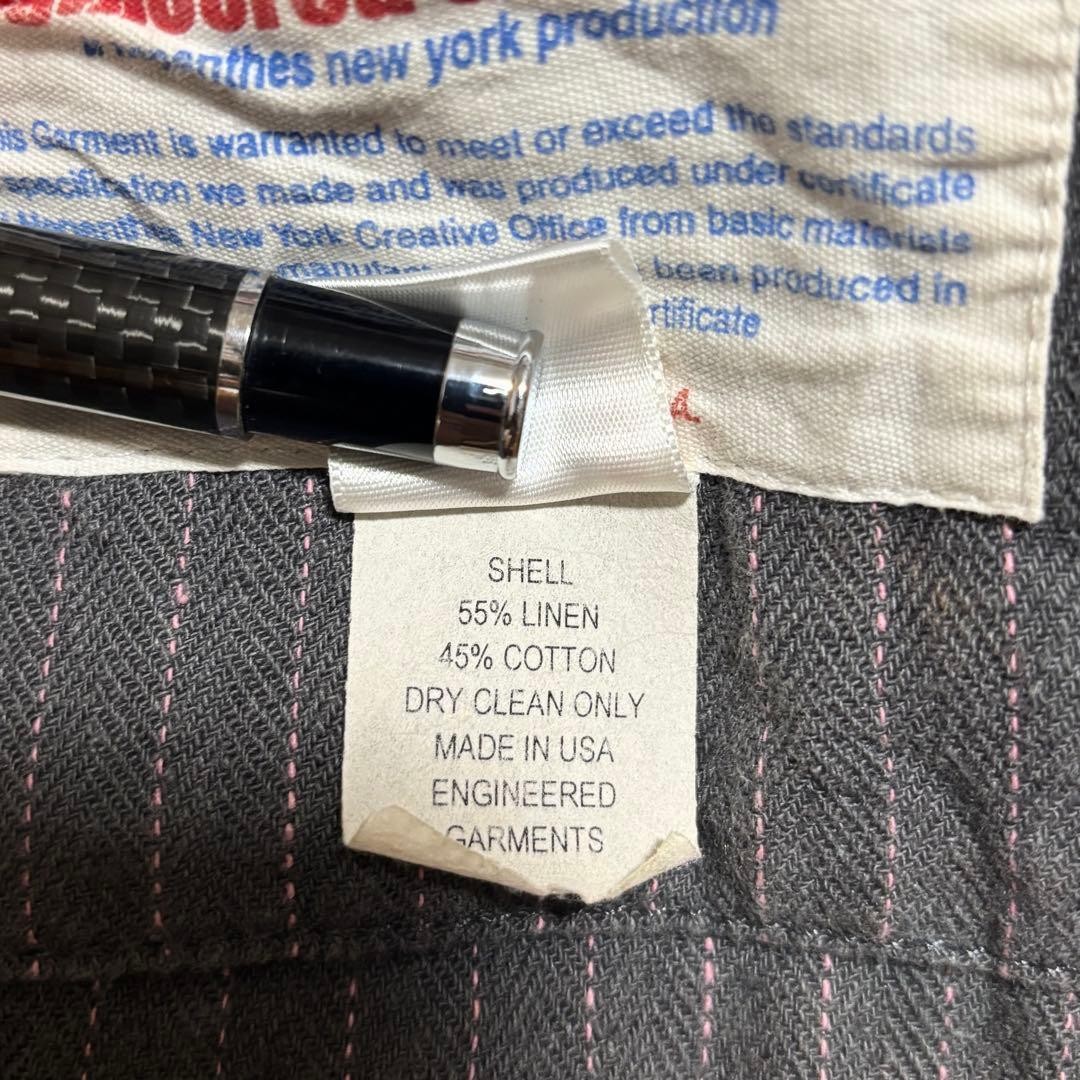 new york production
Garment is warranted to meet or exceed the standards
specification we made and was produced under certificate
New York Creative Office from basic materials
been produced in
SHELL
55% LINEN
45% COTTON
DRY CLEAN ONLY
MADE IN USA
ENGINEERED
GARMENTS